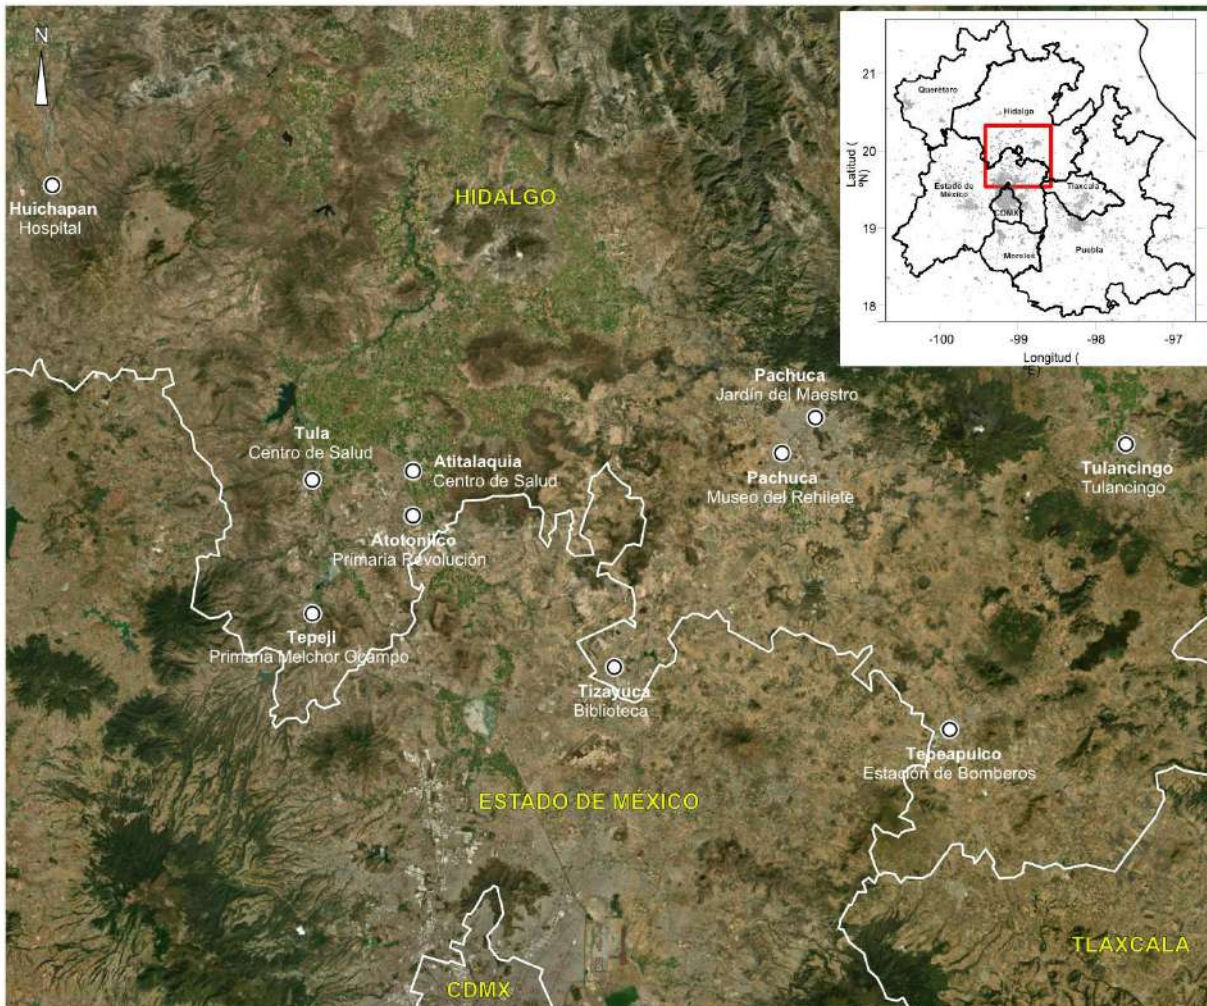 N
HIDALGO
Huichapan
Hospital
Pachuca
Jardín del Maestro
Tula
Centro de Salud
Atitalaquia
Centro de Salud
Pachuca
Museo del Rehilete
Tulancingo
Tulancingo
Atotonilco
Primaria Revolución
Tepeji
Primaria Melchor Ocampo
Tizayuca
Biblioteca
Tepeapulco
Estación de Bomberos
ESTADO DE MÉXICO
TLAXCALA
CDMX
Latitud (
ºN)
21
20
19
18
Querétaro
Hidalgo
Estado de
México
Tlaxcala
CDMX
Puebla
Morelos
-100
-99
-98
-97
Longitud (
ºE)